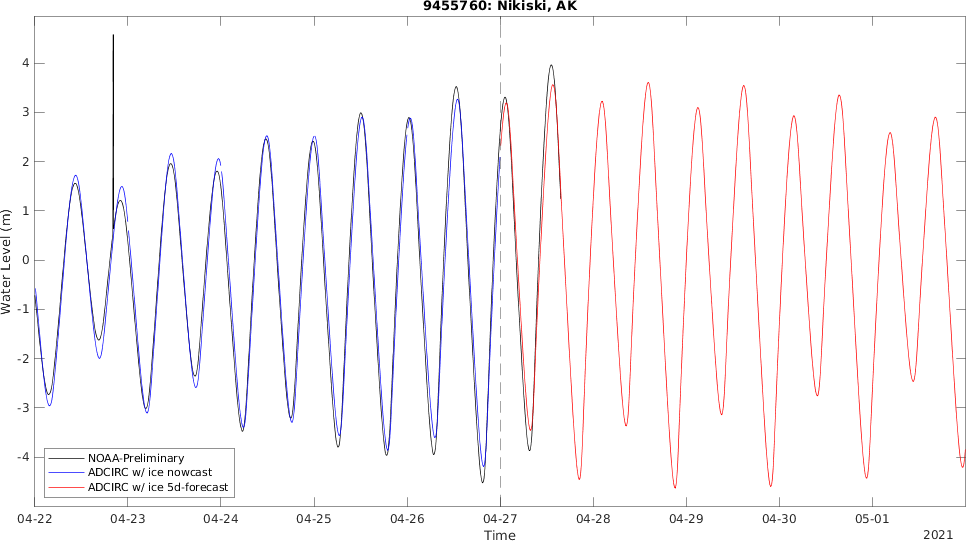 9455760: Nikiski, AK
Water Level (m)
4
3
2
1
0
-1
-2
-3
-4
NOAA-Preliminary
ADCIRC w/ ice nowcast
ADCIRC w/ ice 5d-forecast
04-22 04-23 04-24 04-25 04-26 04-27 04-28 04-29 04-30 05-01
Time
2021